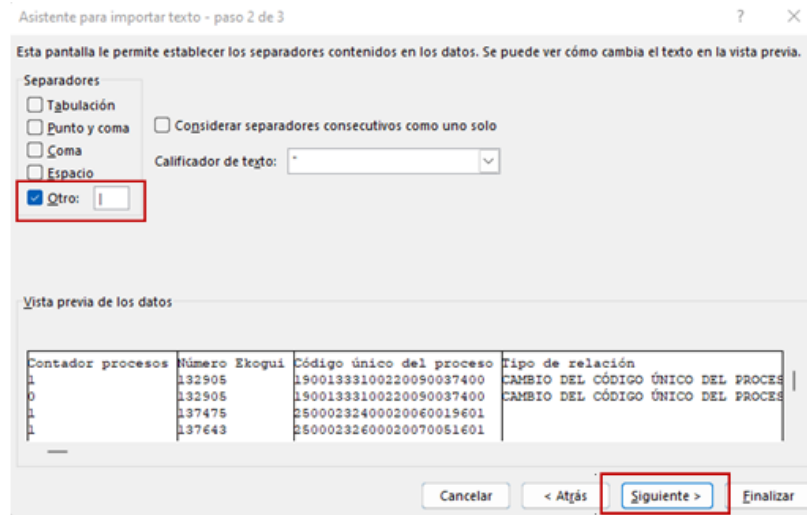 Asistente para importar texto - paso 2 de 3 ?
Esta pantalla le permite establecer los separadores contenidos en los datos. Se puede ver cómo cambia el texto en la vista previa.
Separadores
Tabulación
Punto y coma
Coma
Espacio
Otro: |
Considerar separadores consecutivos como uno solo
Calificador de texto: "
Vista previa de los datos
Contador procesos Número Ekogui Código único del proceso Tipo de relación
1 132905 19001333100220090037400 CAMBIO DEL CÓDIGO ÚNICO DEL PROCES
0 132905 19001333100220090037400 CAMBIO DEL CÓDIGO ÚNICO DEL PROCES
1 137475 25000232400020060019601
1 137643 25000232600020070051601
Cancelar < Atrás Siguiente > Finalizar